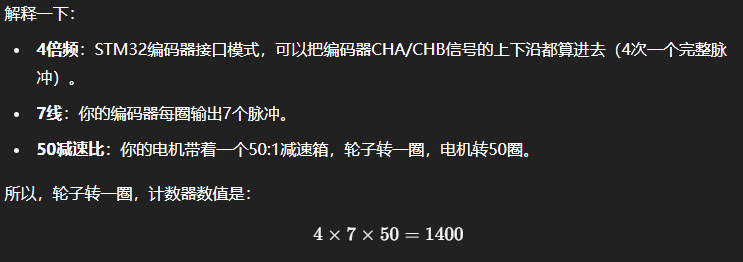 解释一下：
• 4倍频：STM32编码器接口模式，可以把编码器CHA/CHB信号的上下沿都算进去（4次一个完整脉
冲）。
• 7线：你的编码器每圈输出7个脉冲。
• 50减速比：你的电机带着一个50:1减速箱，轮子转一圈，电机转50圈。
所以，轮子转一圈，计数器数值是：
4 × 7 × 50 = 1400